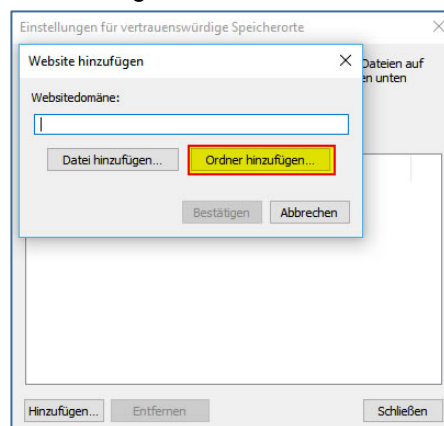 Einstellungen für vertrauenswürdige Speicherorte
Website hinzufügen
Dateien auf
en unten
Websitedomäne:
Datei hinzufügen...
Ordner hinzufügen...
Bestätigen
Abbrechen
Hinzufügen...
Entfernen
Schließen